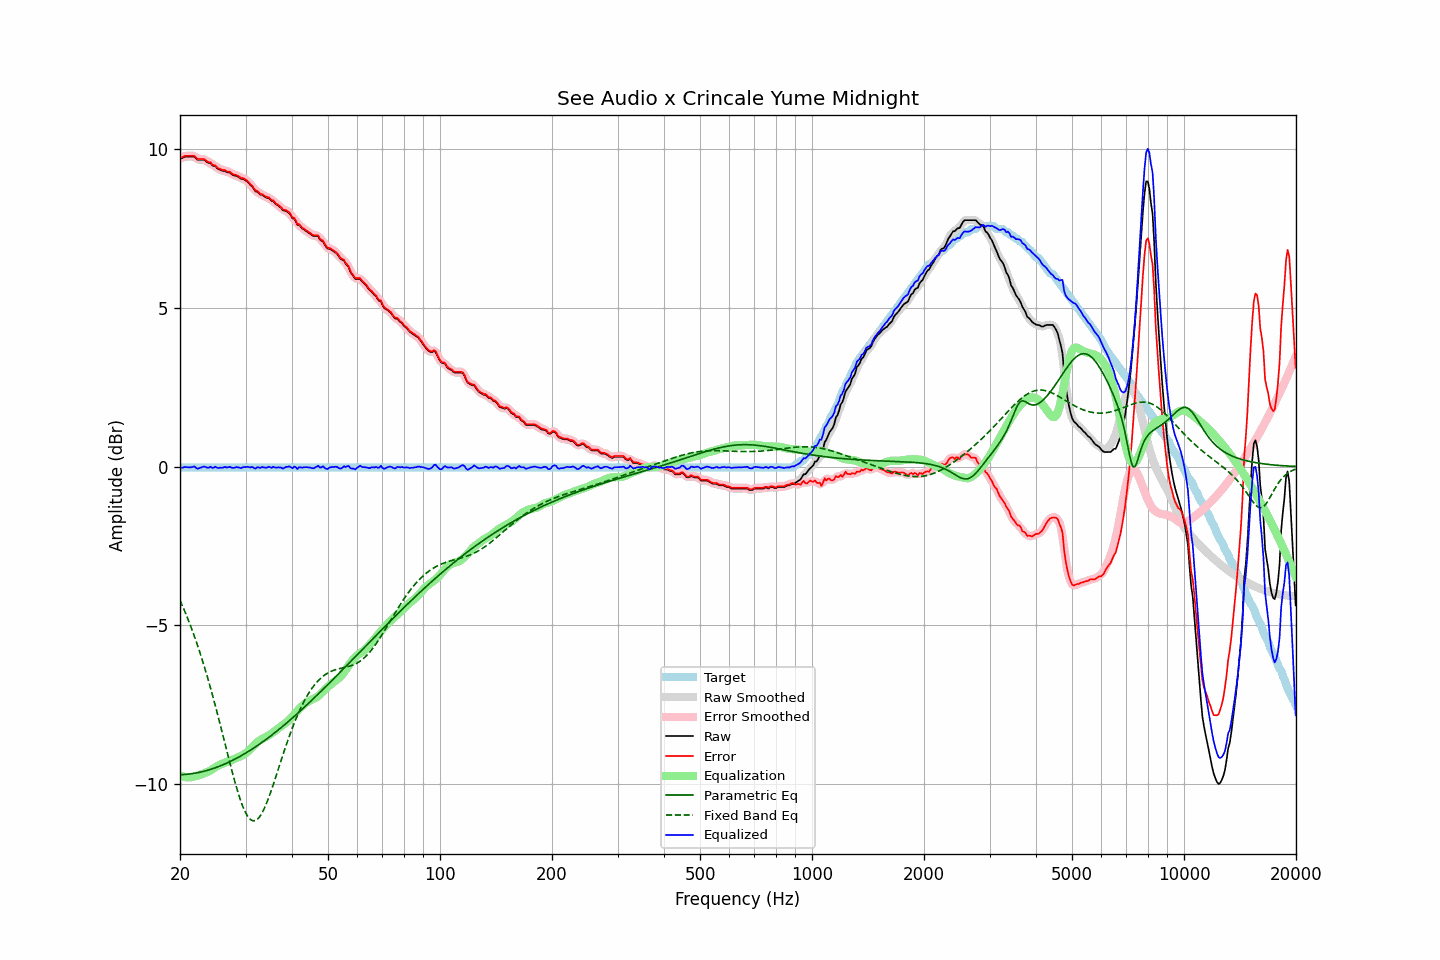 See Audio x Crincale Yume Midnight
10
5
0
−5
−10
Amplitude (dBr)
20
50
100
200
500
1000
2000
5000
10000
20000
Frequency (Hz)
Target
Raw Smoothed
Error Smoothed
Raw
Error
Equalization
Parametric Eq
Fixed Band Eq
Equalized